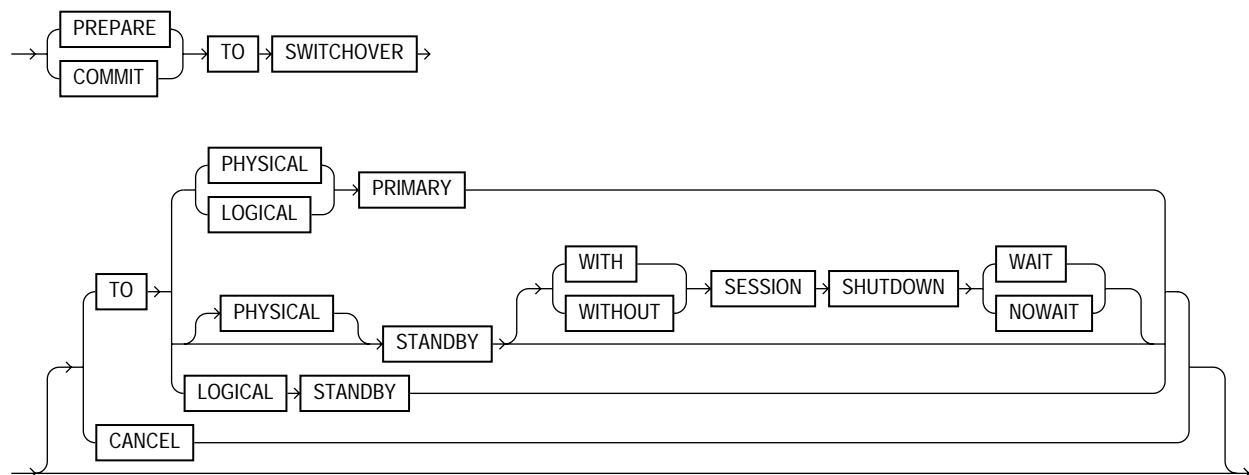 PREPARE
COMMIT
TO
SWITCHOVER
PHYSICAL
LOGICAL
PRIMARY
TO
PHYSICAL
STANDBY
WITH
WITHOUT
SESSION
SHUTDOWN
WAIT
NOWAIT
LOGICAL
STANDBY
CANCEL